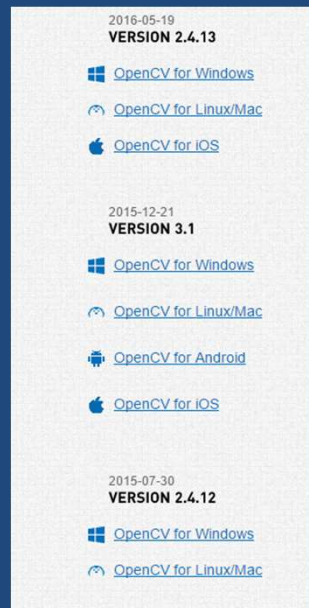 2016-05-19
VERSION 2.4.13
OpenCV for Windows
OpenCV for Linux/Mac
OpenCV for iOS
2015-12-21
VERSION 3.1
OpenCV for Windows
OpenCV for Linux/Mac
OpenCV for Android
OpenCV for iOS
2015-07-30
VERSION 2.4.12
OpenCV for Windows
OpenCV for Linux/Mac